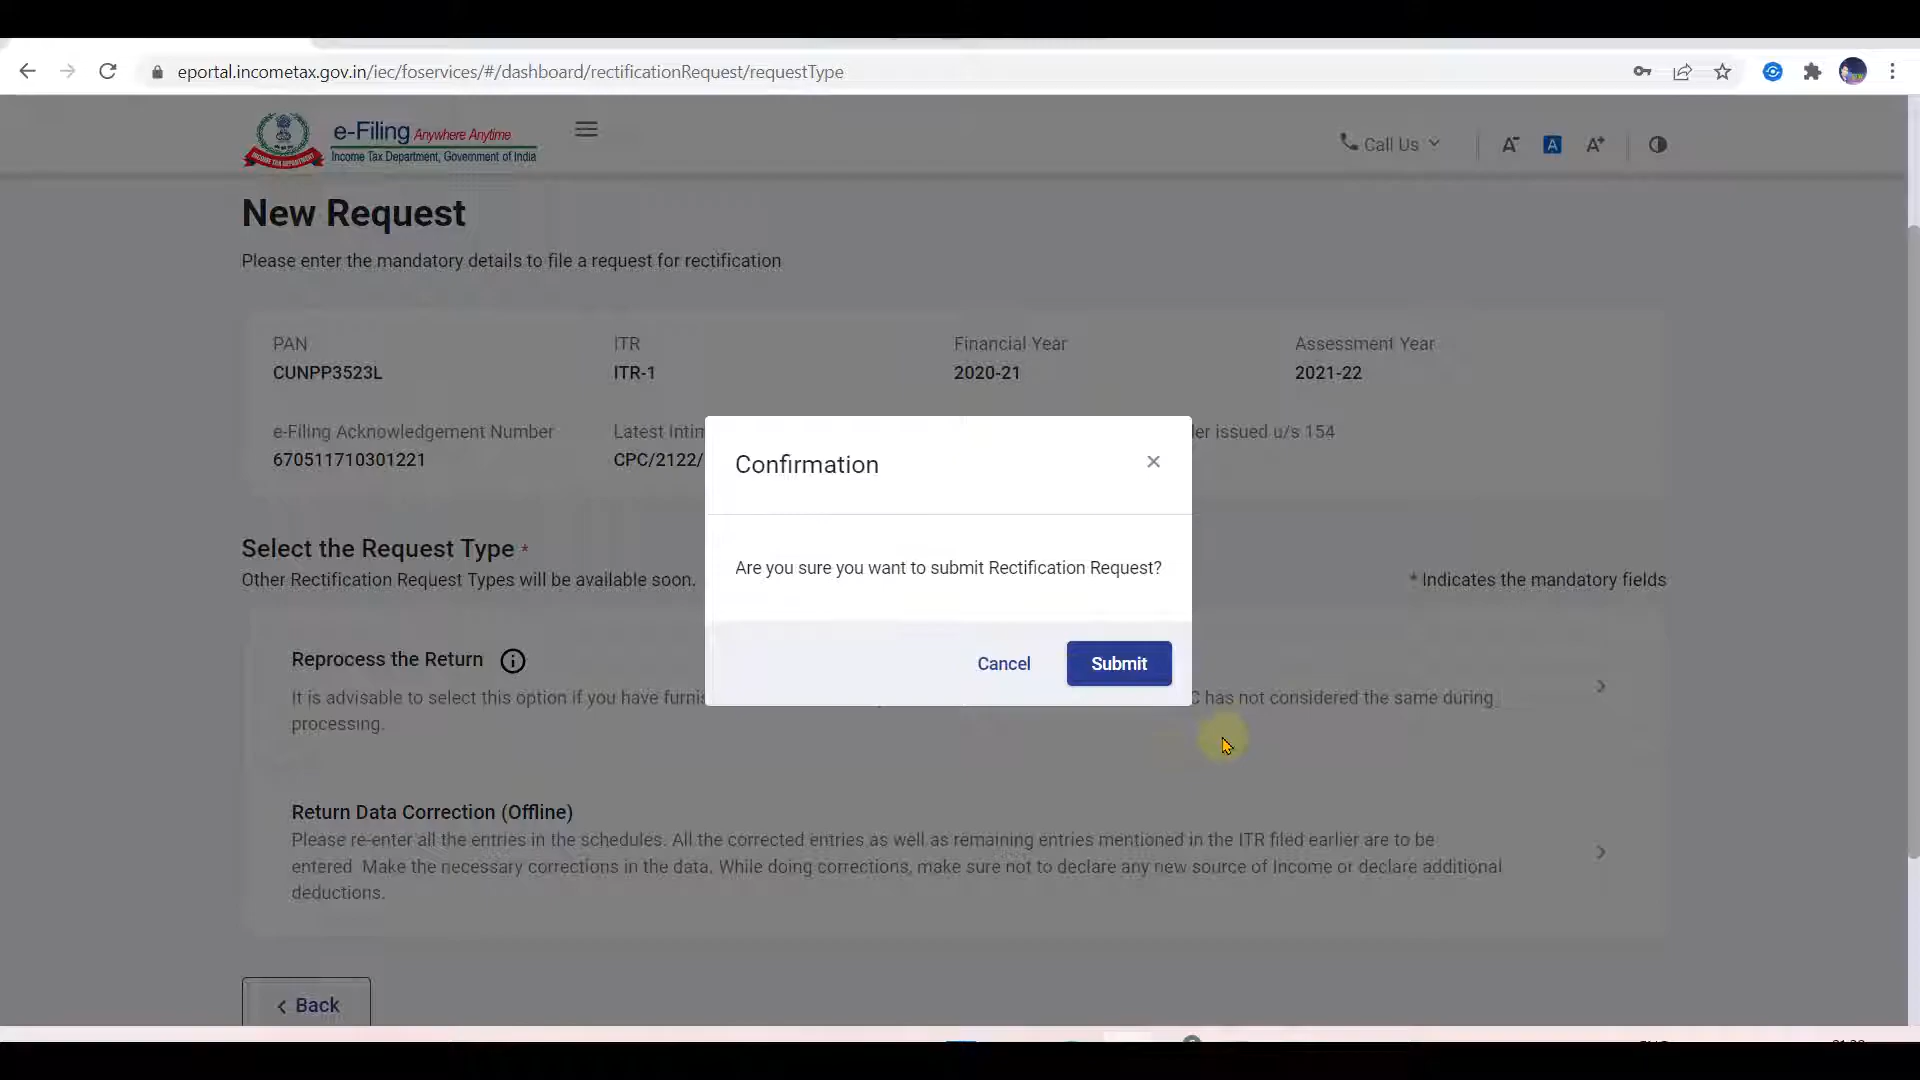 eportal.incometax.gov.in/iec/foservices/#/dashboard/rectificationRequest/requestType
e-Filing Anywhere Anytime
Income Tax Department, Government of India
INCOME TAX DEPARTMENT
Call Us
A-
A
A+
New Request
Please enter the mandatory details to file a request for rectification
PAN ITR Financial Year Assessment Year
CUNPP3523L ITR-1 2020-21 2021-22
e-Filing Acknowledgement Number Latest issued u/s 154
670511710301221 CPC/2122/
Confirmation
Are you sure you want to submit Rectification Request?
Cancel Submit
Select the Request Type *
Other Rectification Request Types will be available soon. * Indicates the mandatory fields
Reprocess the Return
It is advisable to select this option if you have has not considered the same during
processing.
Return Data Correction (Offline)
Please re-enter all the entries in the schedules. All the corrected entries as well as remaining entries mentioned in the ITR filed earlier are to be
entered Make the necessary corrections in the data. While doing corrections, make sure not to declare any new source of Income or declare additional
deductions.
Back